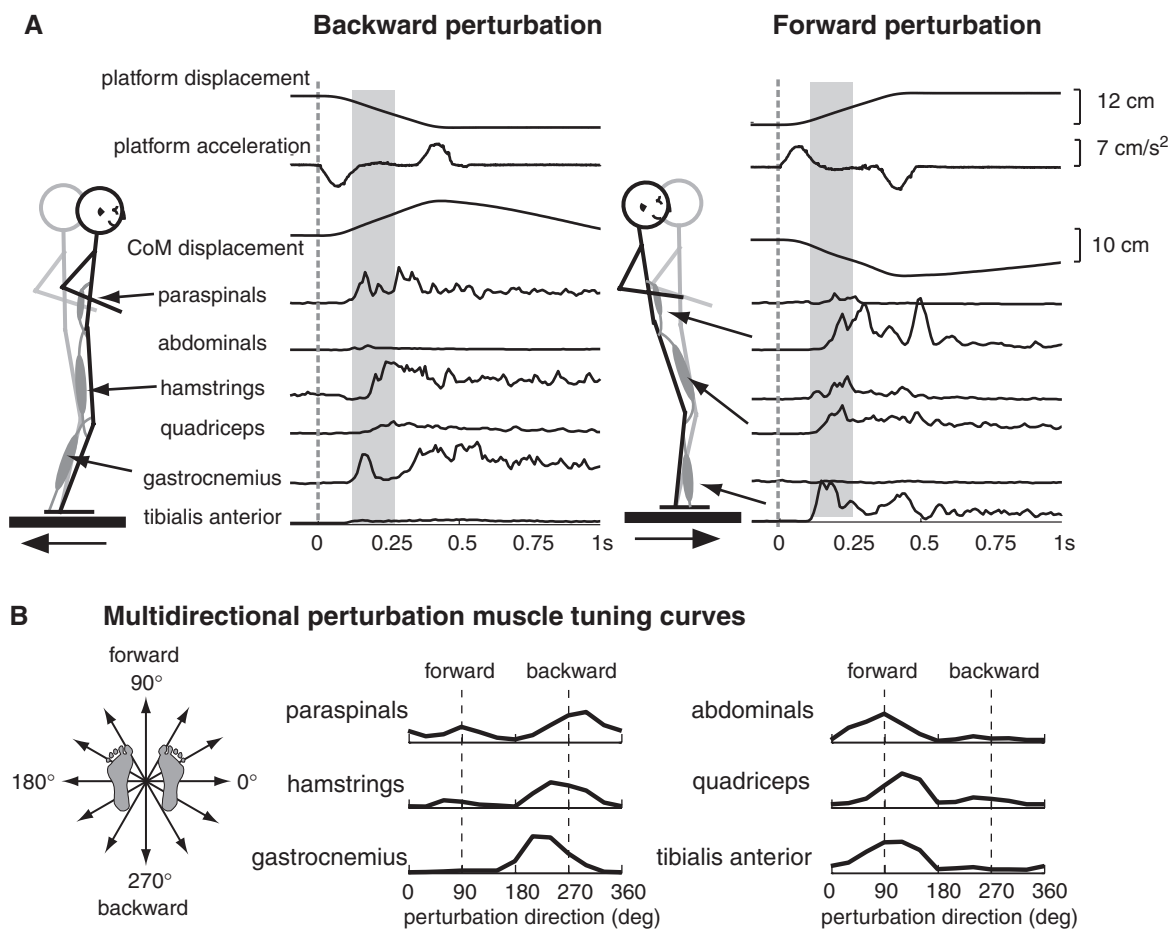 A
Backward perturbation
Forward perturbation
platform displacement
12 cm
platform acceleration
7 cm/s²
CoM displacement
10 cm
paraspinals
abdominals
hamstrings
quadriceps
gastrocnemius
tibialis anterior
0 0.25 0.5 0.75 1s
0 0.25 0.5 0.75 1s
B
Multidirectional perturbation muscle tuning curves
forward
90°
180°
0°
270°
backward
forward backward
paraspinals
hamstrings
gastrocnemius
0 90 180 270 360
perturbation direction (deg)
forward backward
abdominals
quadriceps
tibialis anterior
0 90 180 270 360
perturbation direction (deg)